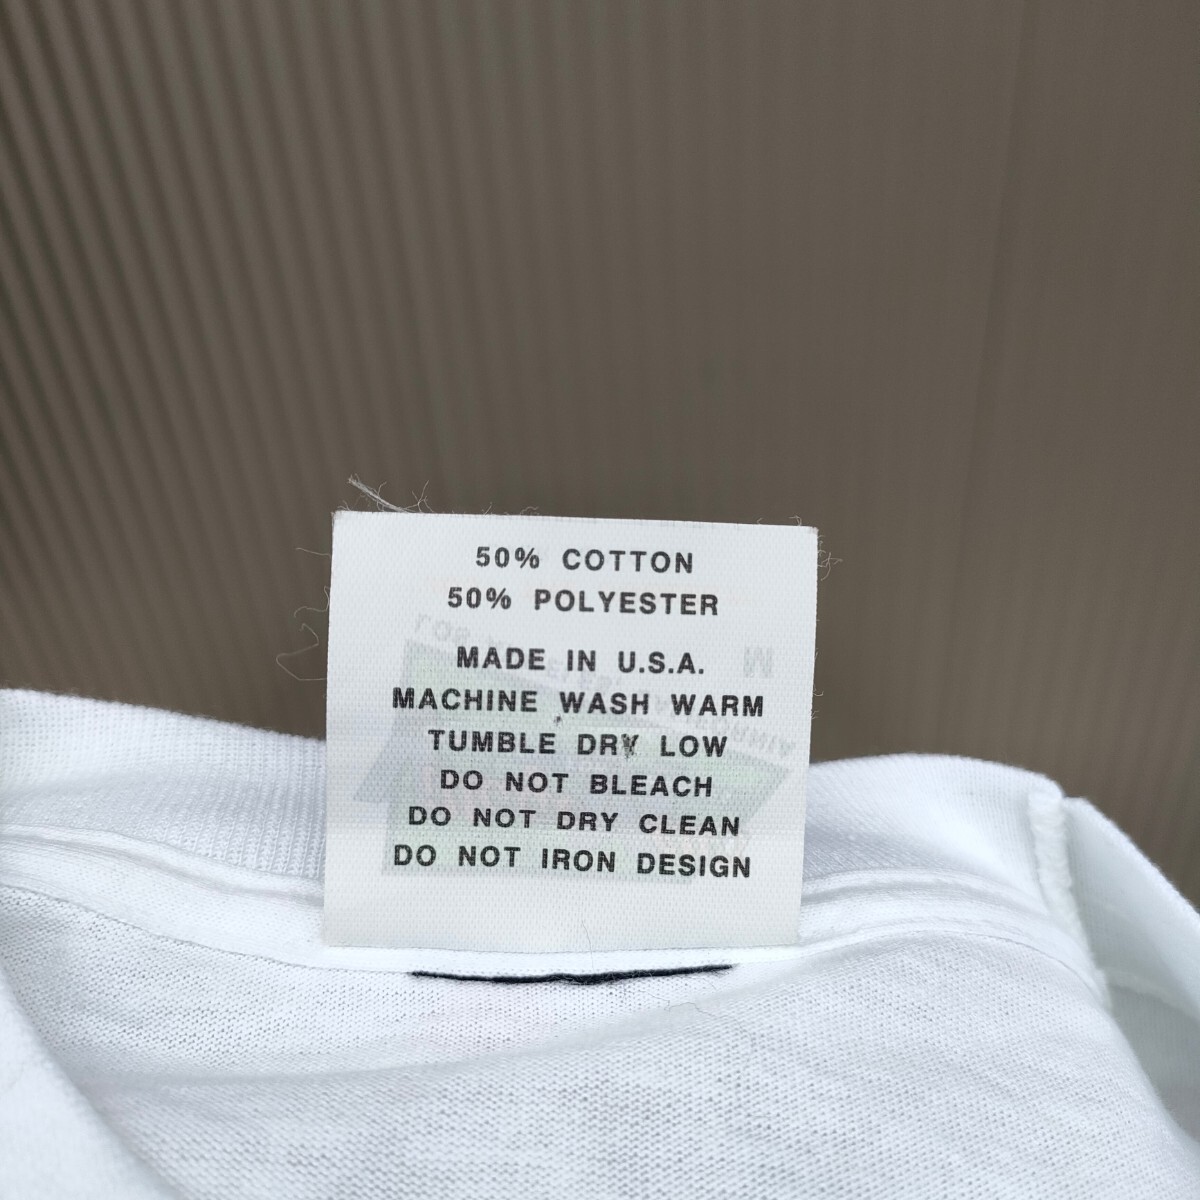 50% COTTON
50% POLYESTER
MADE IN U.S.A.
MACHINE WASH WARM
TUMBLE DRY LOW
DO NOT BLEACH
DO NOT DRY CLEAN
DO NOT IRON DESIGN
M